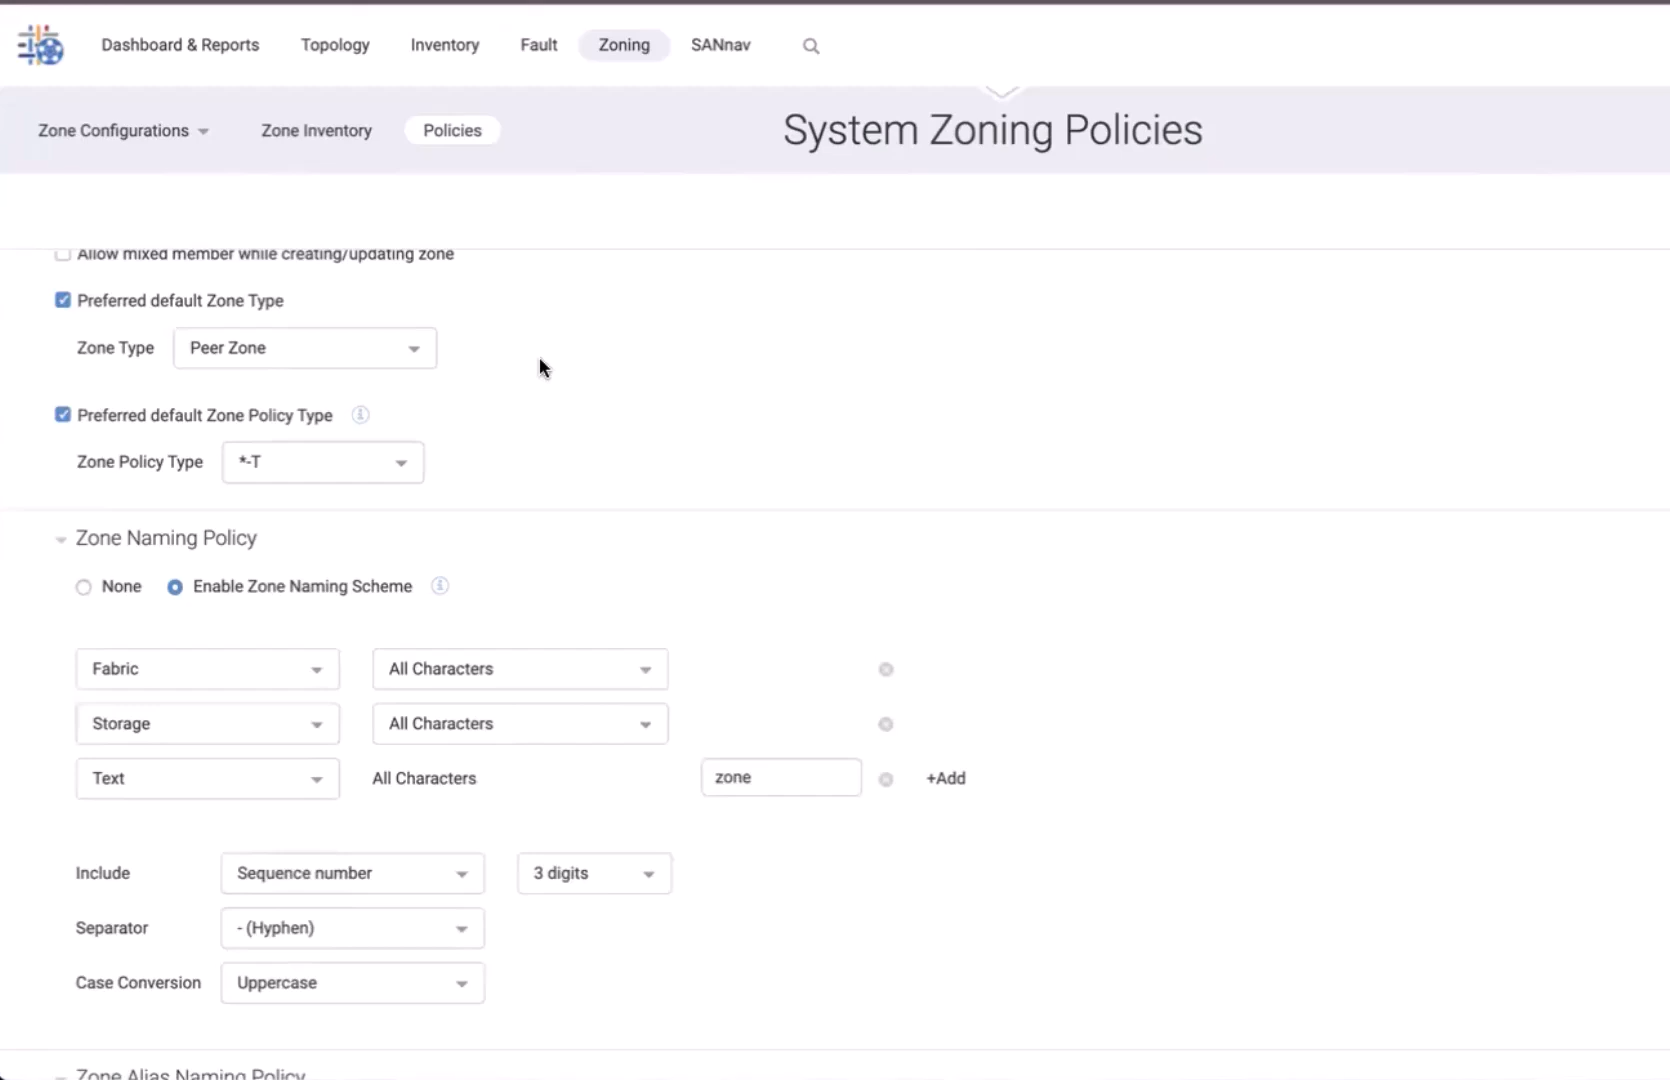 Dashboard & Reports Topology Inventory Fault Zoning SANnav
Zone Configurations Zone Inventory Policies System Zoning Policies
Allow mixed member while creating/updating zone
Preferred default Zone Type
Zone Type Peer Zone
Preferred default Zone Policy Type
Zone Policy Type *-T
Zone Naming Policy
None Enable Zone Naming Scheme
Fabric All Characters
Storage All Characters
Text All Characters zone +Add
Include Sequence number 3 digits
Separator - (Hyphen)
Case Conversion Uppercase
Zone Alias Naming Policy